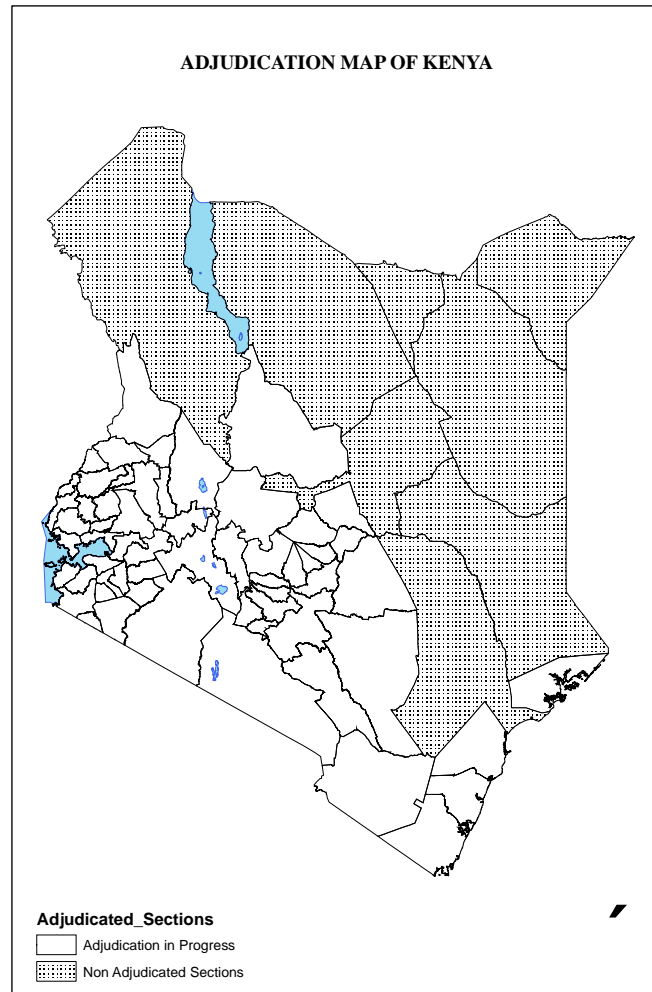 ADJUDICATION MAP OF KENYA
Adjudicated_Sections
Adjudication in Progress
Non Adjudicated Sections